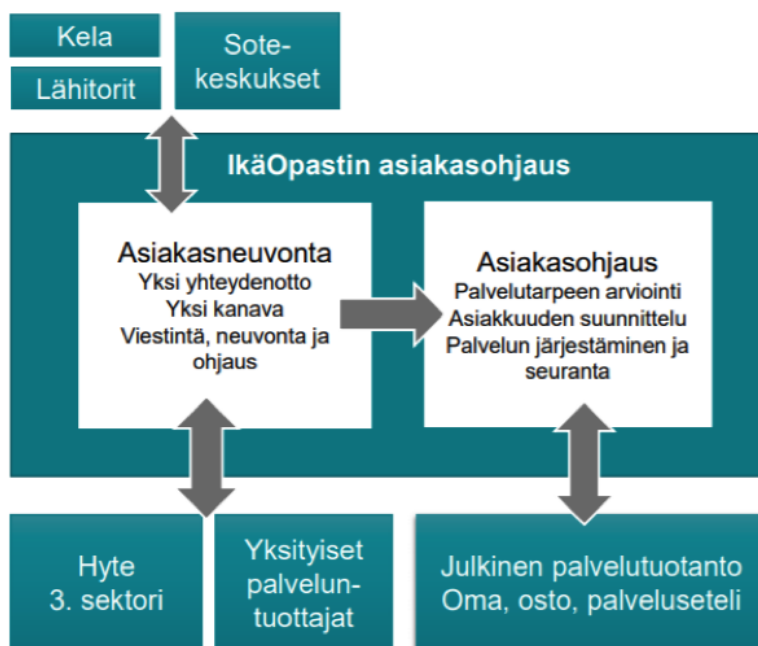 Kela
Lähitorit
Sote-
keskukset
IkäOpastin asiakasohjaus
Asiakasneuvonta
Yksi yhteydenotto
Yksi kanava
Viestintä, neuvonta ja
ohjaus
Asiakasohjaus
Palvelutarpeen arviointi
Asiakkuuden suunnittelu
Palvelun järjestäminen ja
seuranta
Hyte
3. sektori
Yksityiset
palvelun-
tuottajat
Julkinen palvelutuotanto
Oma, osto, palveluseteli